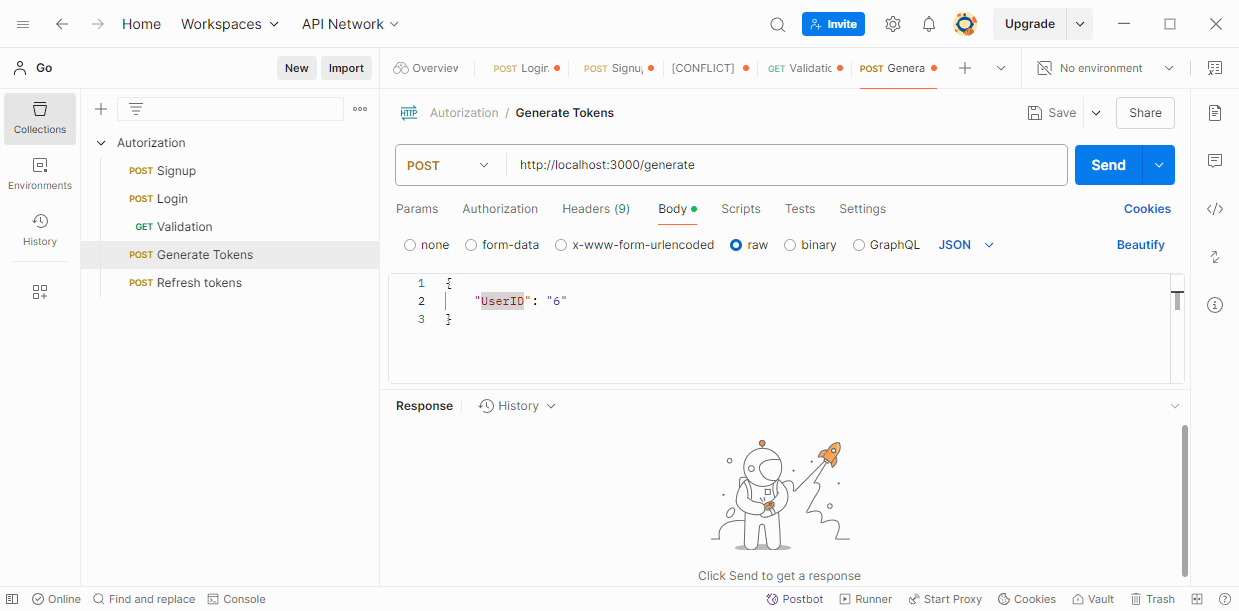 Home Workspaces API Network Invite Upgrade
Go New Import Overview POST Login POST Signu [CONFLICT] GET Validatic POST Genera No environment
Collections
Environments
History
Autorization
POST Signup
POST Login
GET Validation
POST Generate Tokens
POST Refresh tokens
HTTP Autorization / Generate Tokens Save Share
POST http://localhost:3000/generate Send
Params Authorization Headers (9) Body Scripts Tests Settings Cookies
none form-data x-www-form-urlencoded raw binary GraphQL JSON Beautify
1 {
2 "UserID": "6"
3 }
Response History
Click Send to get a response
Online Find and replace Console Postbot Runner Start Proxy Cookies Vault Trash